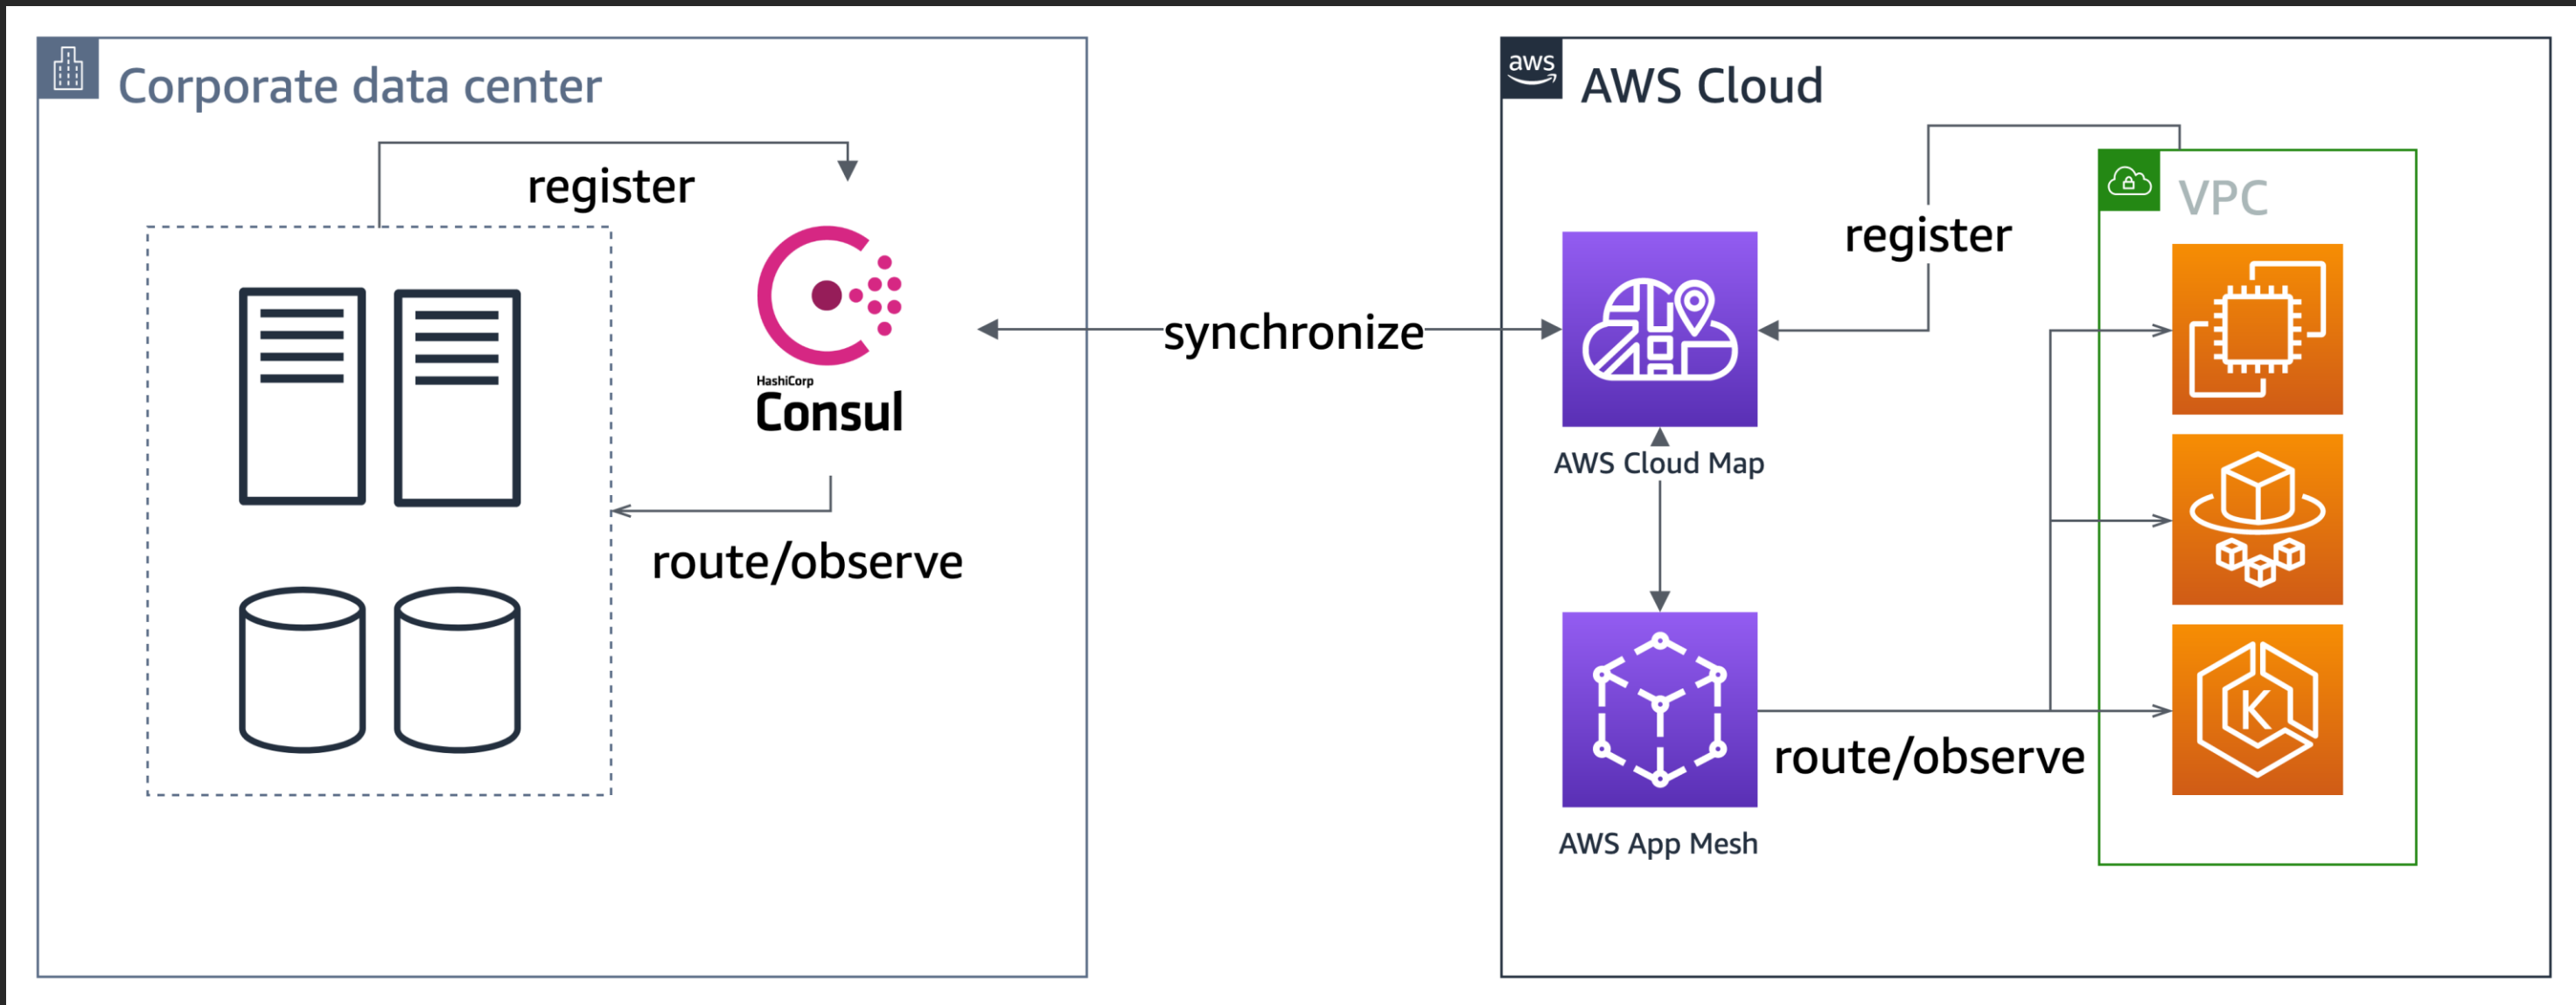 Corporate data center
register
HashiCorp
Consul
route/observe
synchronize
aws
AWS Cloud
register
VPC
AWS Cloud Map
AWS App Mesh
route/observe
K